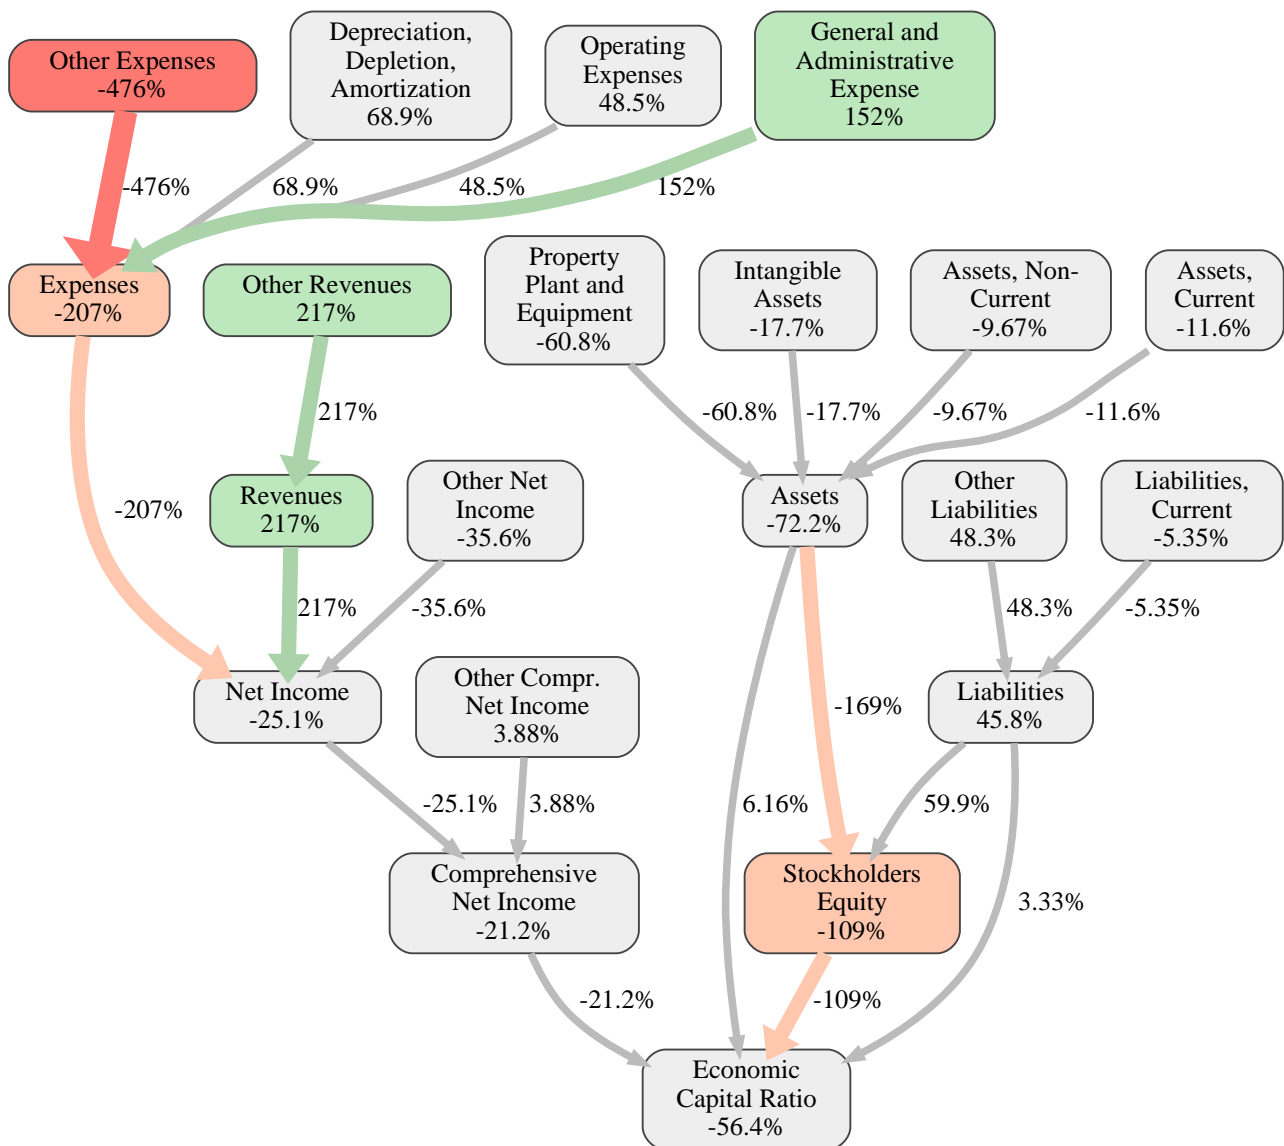 Other Expenses
-476%
Depreciation,
Depletion,
Amortization
68.9%
Operating
Expenses
48.5%
General and
Administrative
Expense
152%
-476%
68.9%
48.5%
152%
Expenses
-207%
Other Revenues
217%
Property
Plant and
Equipment
-60.8%
Intangible
Assets
-17.7%
Assets, Non-
Current
-9.67%
Assets,
Current
-11.6%
217%
-60.8%
-17.7%
-9.67%
-11.6%
-207%
Revenues
217%
Other Net
Income
-35.6%
Assets
-72.2%
Other
Liabilities
48.3%
Liabilities,
Current
-5.35%
217%
-35.6%
48.3%
-5.35%
Net Income
-25.1%
Other Compr.
Net Income
3.88%
-169%
Liabilities
45.8%
-25.1%
3.88%
6.16%
59.9%
Comprehensive
Net Income
-21.2%
Stockholders
Equity
-109%
3.33%
-21.2%
-109%
Economic
Capital Ratio
-56.4%